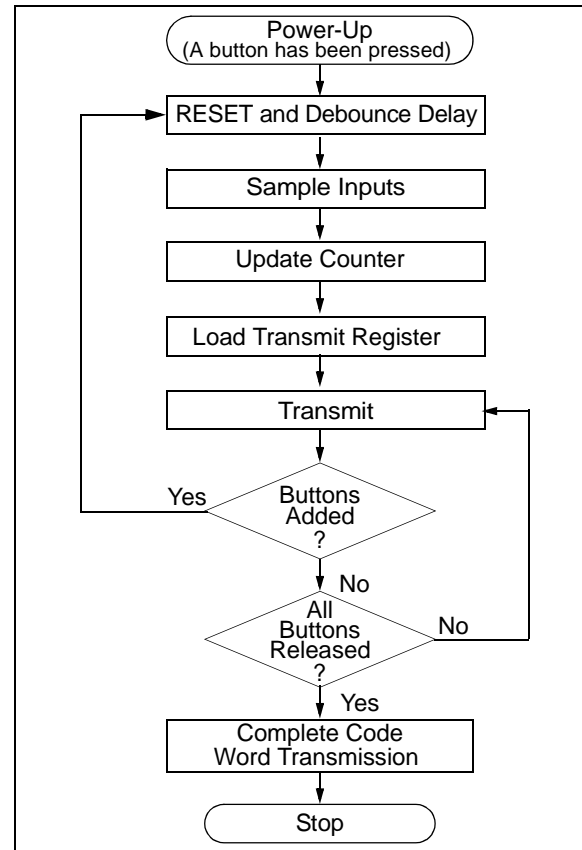 Power-Up
(A button has been pressed)
RESET and Debounce Delay
Sample Inputs
Update Counter
Load Transmit Register
Transmit
Yes
Buttons
Added
?
No
All
Buttons
Released
?
No
Yes
Complete Code
Word Transmission
Stop